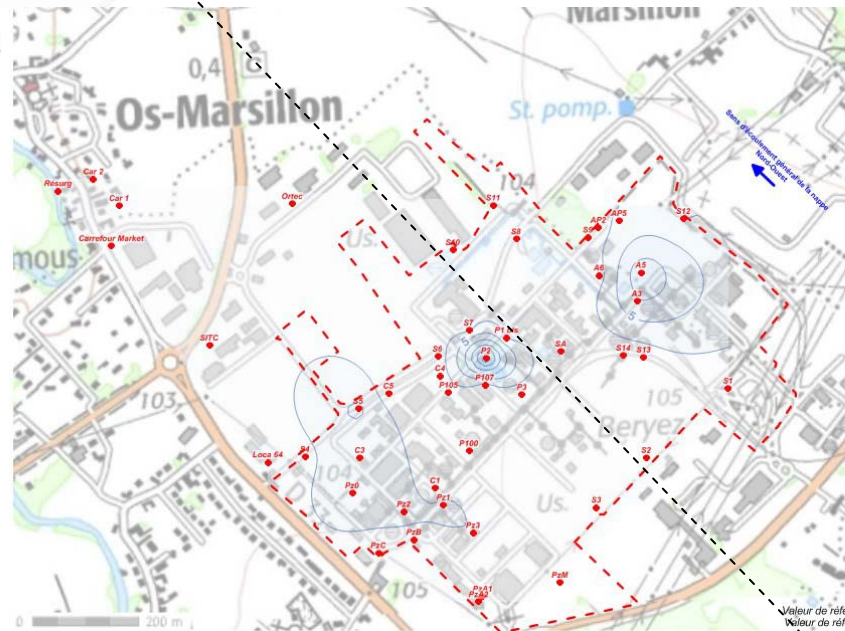 Marsillon
0,4
Os-Marsillon
St. pomp.
Sens d'écoulement général de la nappe
Nord-Ouest
Car 2
Résurg
Car 1
Ortec
S11
104
S12
AP5
AP2
S9
S8
Carrefour Market
S10
Us.
mous
A6
A5
A3
5
S7
P1 bis
5
SITC
S6
P2
SA
S14
S13
C4
P107
S1
103
C5
P105
P3
105
S5
Beryez
P100
Loca 64
S4
C3
S2
104
Pz0
C1
Us.
S3
Pz2
Pz1
PzB
Pz3
PzC
105
PzM
PzA1
PzA2
0
200 m
Valeur de réfé
Valeur de réf